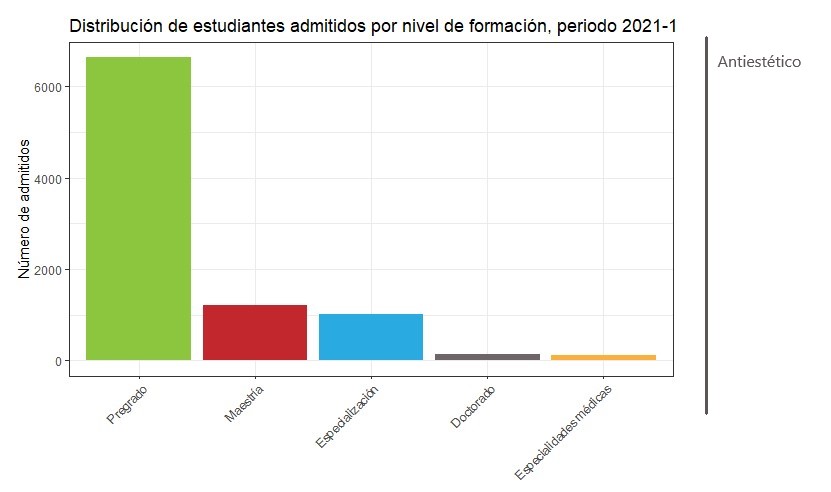 Distribución de estudiantes admitidos por nivel de formación, periodo 2021-1
Antiestético
Número de admitidos
6000
4000
2000
0
Pregrado
Maestría
Especialización
Doctorado
Especialidades médicas